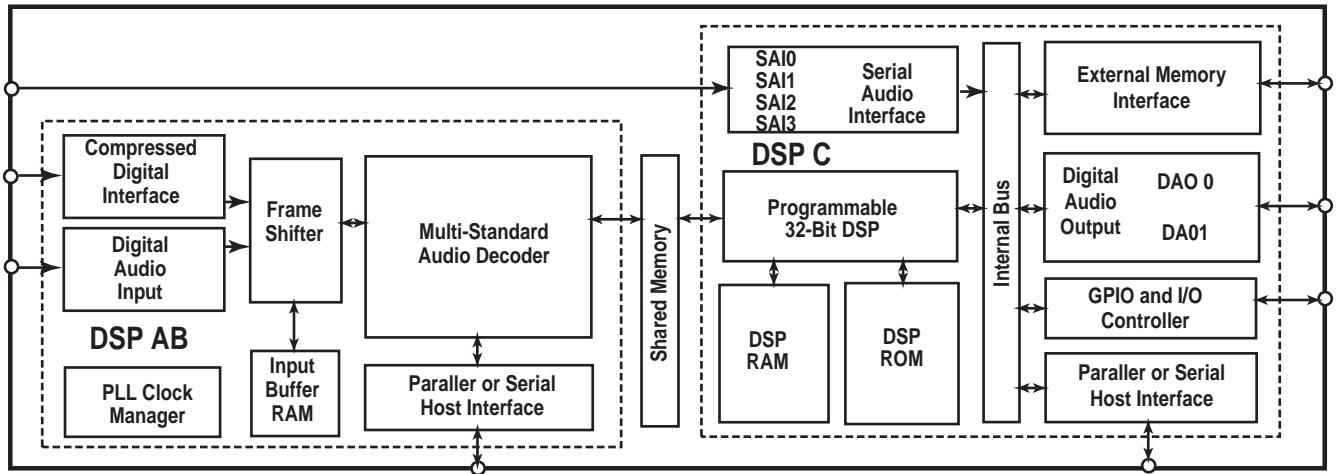 SAI0
SAI1
SAI2
SAI3
Serial
Audio
Interface
External Memory
Interface
DSP C
Compressed
Digital
Interface
Digital
Audio
Input
Frame
Shifter
Multi-Standard
Audio Decoder
Shared Memory
Programmable
32-Bit DSP
Internal Bus
Digital
Audio
Output
DAO 0
DA01
DSP AB
GPIO and I/O
Controller
DSP
RAM
DSP
ROM
PLL Clock
Manager
Input
Buffer
RAM
Paraller or Serial
Host Interface
Paraller or Serial
Host Interface